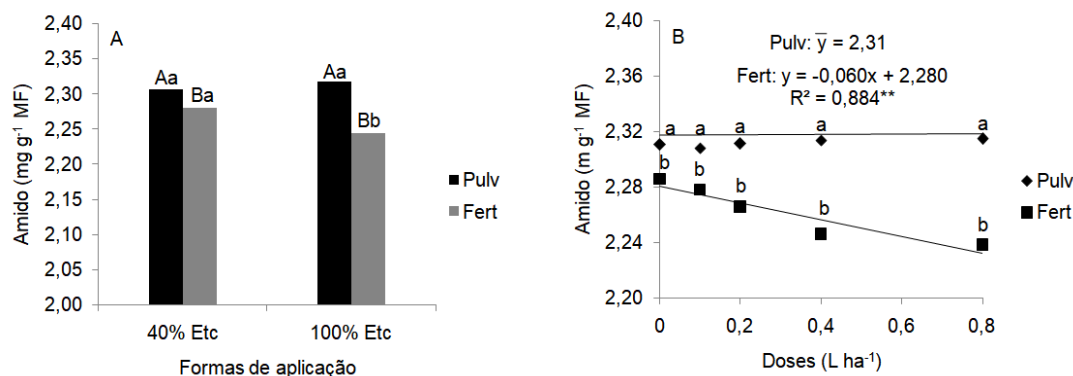 A
Amido (mg g⁻¹ MF)
2,40
2,35
2,30
2,25
2,20
2,15
2,10
2,05
2,00
Aa
Ba
Aa
Bb
40% Etc
100% Etc
Formas de aplicação
Pulv
Fert
B
Amido (m g⁻¹ MF)
2,40
2,36
2,32
2,28
2,24
2,20
Pulv: y̅ = 2,31
Fert: y = -0,060x + 2,280
R² = 0,884**
a a a a a
b b b b b
0 0,2 0,4 0,6 0,8
Doses (L ha⁻¹)
Pulv
Fert